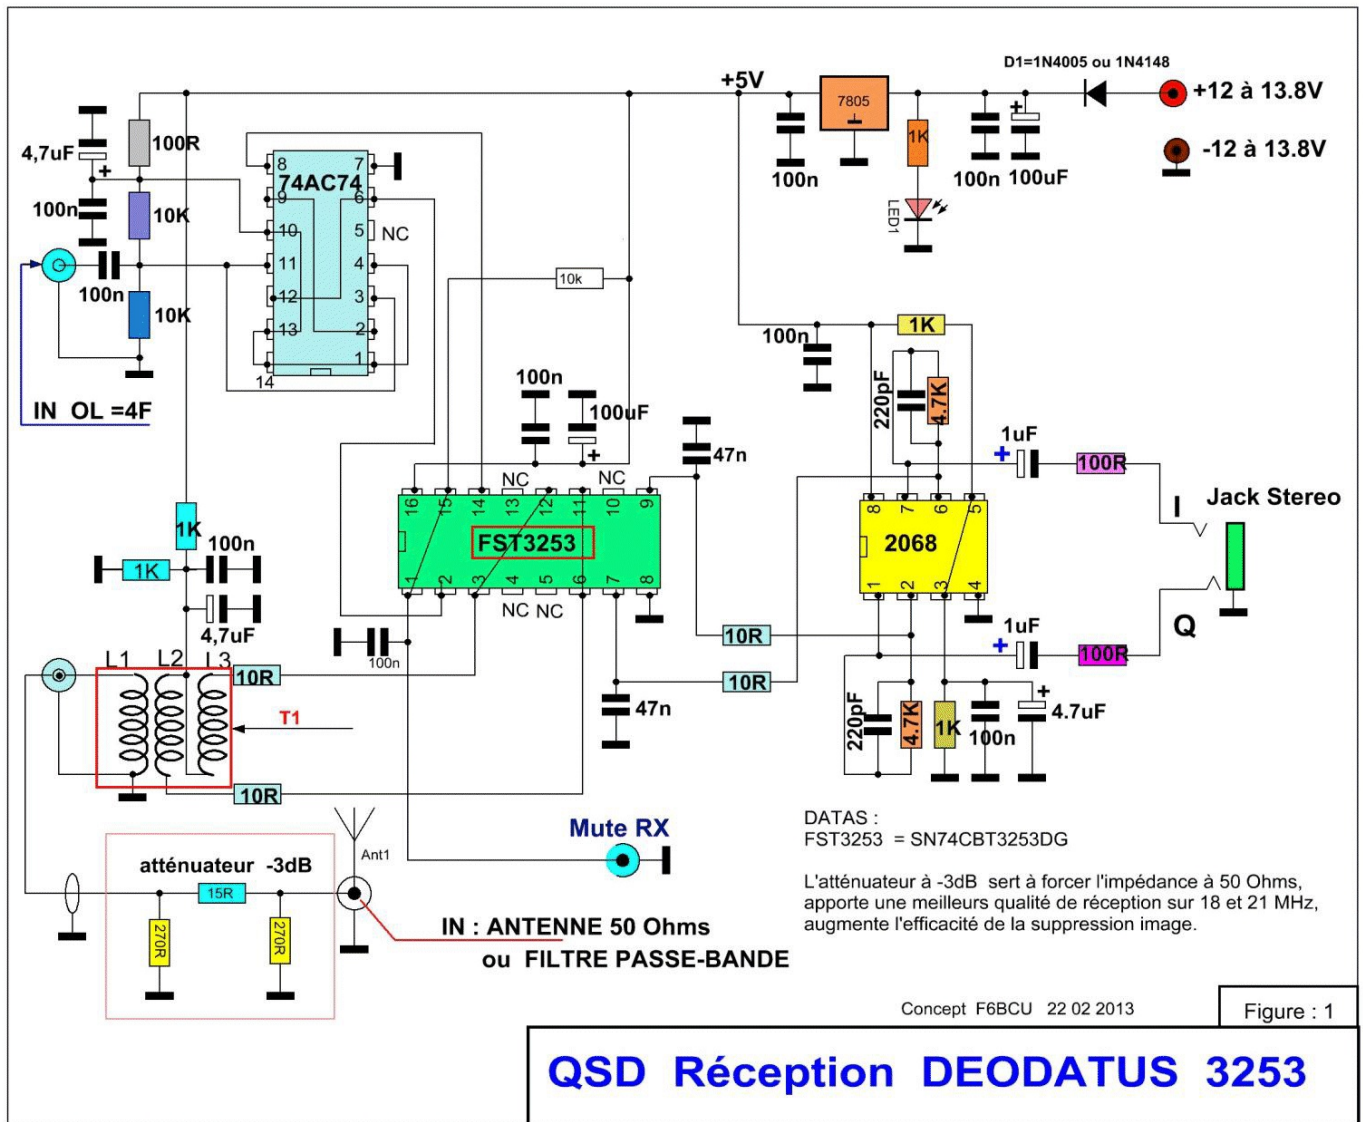 D1=1N4005 ou 1N4148
+5V
7805
+12 à 13.8V
-12 à 13.8V
1K
100n
100n
+
100uF
LED1
4,7uF
+
100R
100n
10K
100n
10K
IN OL =4F
74AC74
8
7
9
6
10
5
NC
11
4
12
3
13
2
14
1
10k
100n
100uF
+
NC
NC
47n
16
15
14
13
12
11
10
9
FST3253
1
2
3
4
5
6
7
8
NC
NC
100n
1K
220pF
4.7K
1uF
+
100R
8
7
6
5
2068
1
2
3
4
I
Jack Stereo
Q
1uF
+
100R
10R
10R
47n
220pF
4.7K
1K
100n
+
4.7uF
1K
1K
100n
4,7uF
100n
L1
L2
L3
10R
T1
10R
Mute RX
Ant1
atténuateur -3dB
15R
270R
270R
IN : ANTENNE 50 Ohms
ou FILTRE PASSE-BANDE
DATAS :
FST3253 = SN74CBT3253DG
L'atténuateur à -3dB sert à forcer l'impédance à 50 Ohms,
apporte une meilleurs qualité de réception sur 18 et 21 MHz,
augmente l'efficacité de la suppression image.
Concept F6BCU 22 02 2013
Figure : 1
QSD Réception DEODATUS 3253